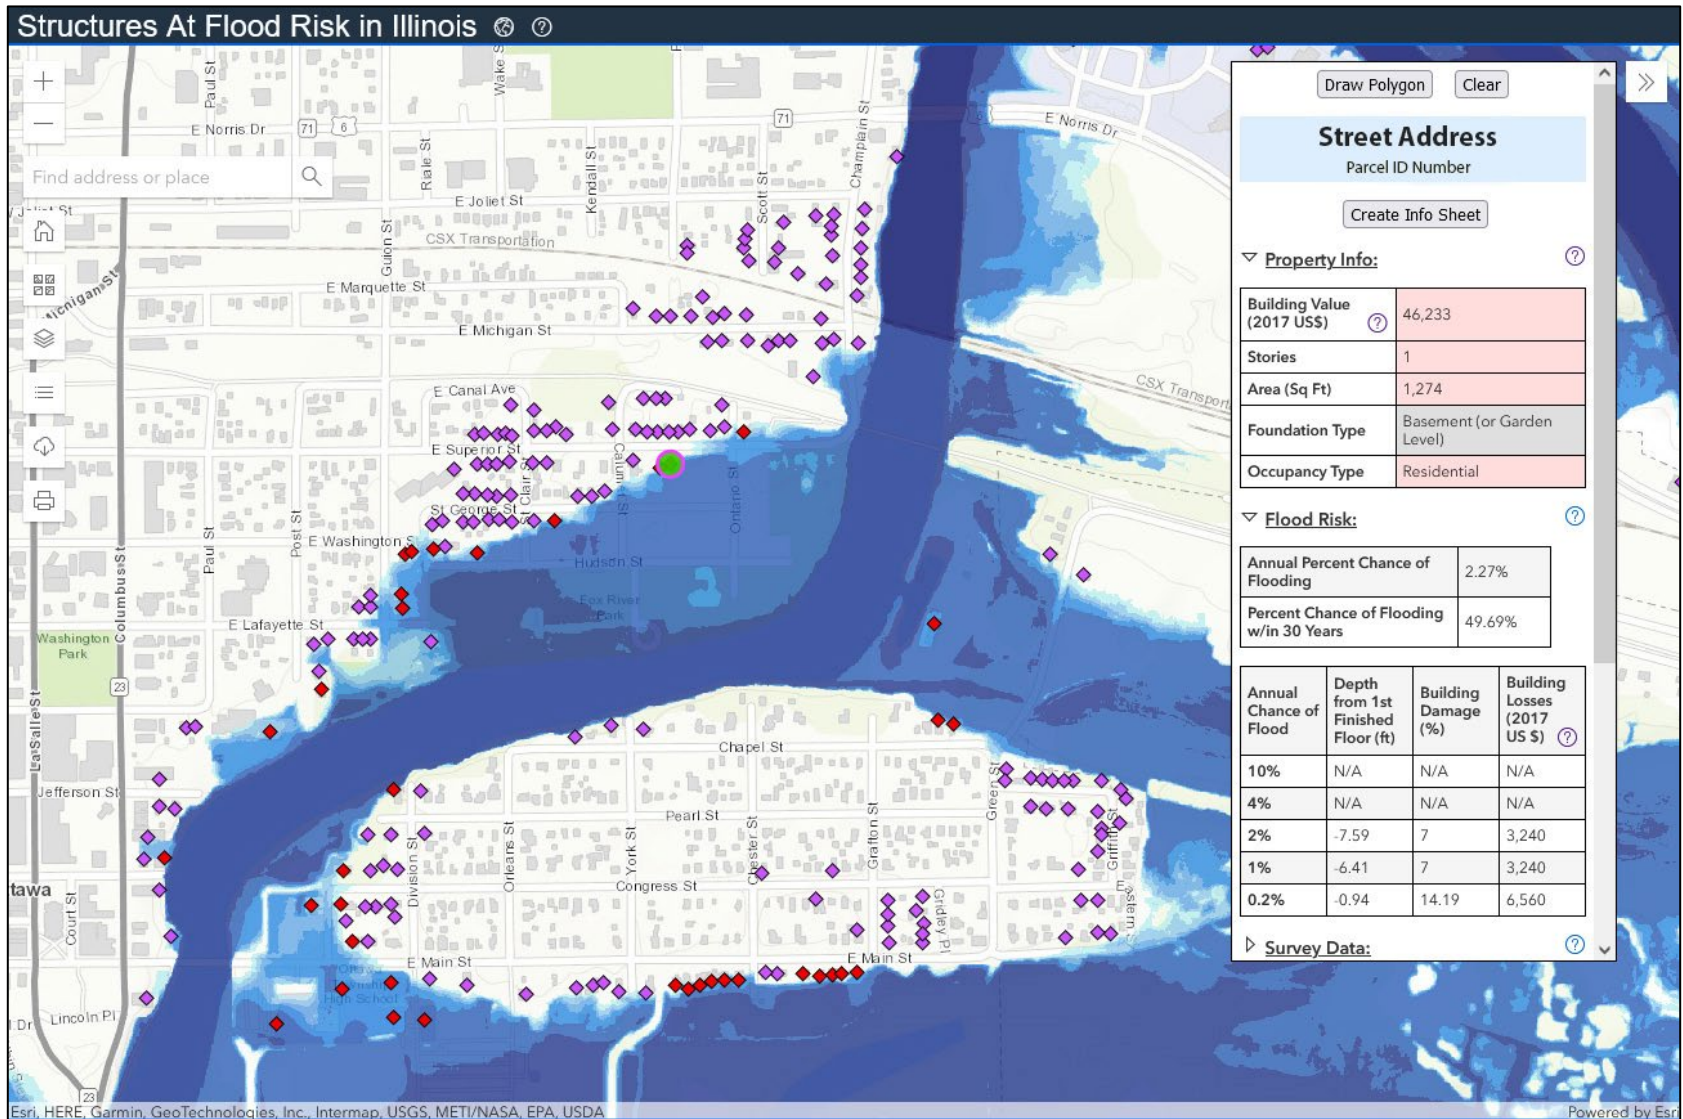 Structures At Flood Risk in Illinois
Draw Polygon
Clear
Street Address
Parcel ID Number
Create Info Sheet
Property Info:
Building Value (2017 US$) 46,233
Stories 1
Area (Sq Ft) 1,274
Foundation Type Basement (or Garden Level)
Occupancy Type Residential
Flood Risk:
Annual Percent Chance of Flooding 2.27%
Percent Chance of Flooding w/in 30 Years 49.69%
Annual Chance of Flood
Depth from 1st Finished Floor (ft)
Building Damage (%)
Building Losses (2017 US $)
10% N/A N/A N/A
4% N/A N/A N/A
2% -7.59 7 3,240
1% -6.41 7 3,240
0.2% -0.94 14.19 6,560
Survey Data:
Find address or place
Paul St
E Norris Dr
71
6
Riale St
Kendall St
71
Scott St
Champlain St
E Norris Dr
E Joliet St
CSX Transportation
Guion St
E Marquette St
E Michigan St
CSX Transport
E Canal Ave
E Superior St
St Clair St
St George St
Ontario St
E Washington S
Hudson St
Paul St
Post St
Columbus St
Fox River Park
E Lafayette St
Washington Park
23
LaSalle St
Chapel St
Jefferson St
Pearl St
Green St
Division St
Orleans St
York St
Chester St
Grafton St
Griffith St
Congress St
Gridley Pl
tawa
Court St
E Main St
E Main St
High School
Lincoln Pl
23
Esri, HERE, Garmin, GeoTechnologies, Inc., Intermap, USGS, METI/NASA, EPA, USDA
Powered by Esri